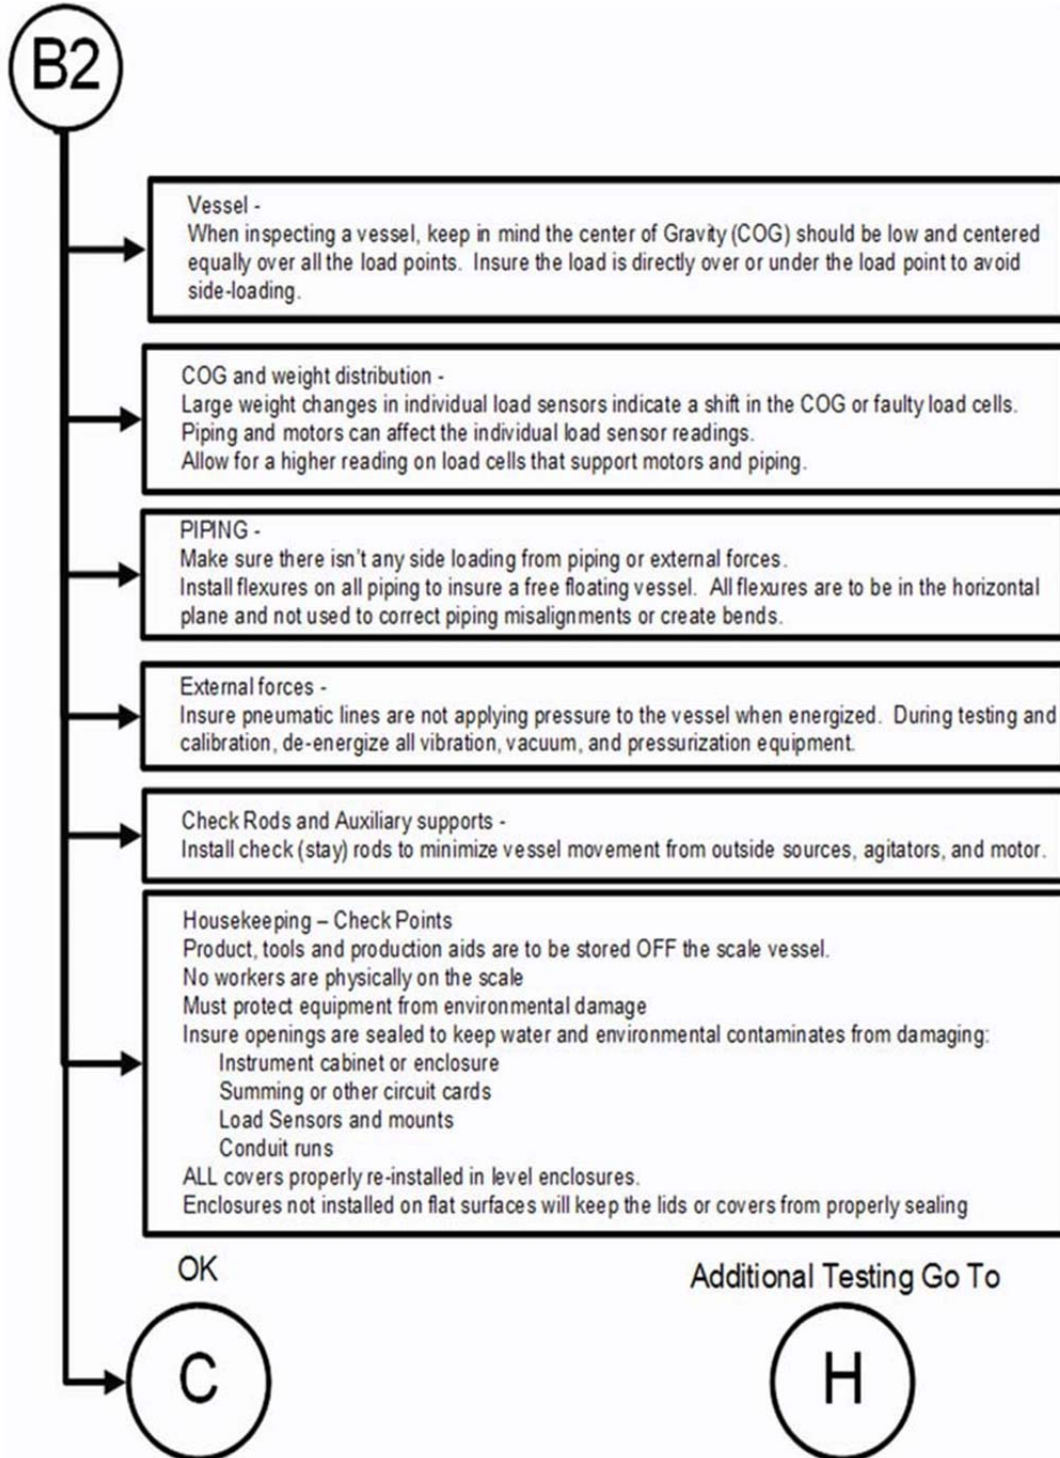 B2
Vessel -
When inspecting a vessel, keep in mind the center of Gravity (COG) should be low and centered
equally over all the load points. Insure the load is directly over or under the load point to avoid
side-loading.
COG and weight distribution -
Large weight changes in individual load sensors indicate a shift in the COG or faulty load cells.
Piping and motors can affect the individual load sensor readings.
Allow for a higher reading on load cells that support motors and piping.
PIPING -
Make sure there isn't any side loading from piping or external forces.
Install flexures on all piping to insure a free floating vessel. All flexures are to be in the horizontal
plane and not used to correct piping misalignments or create bends.
External forces -
Insure pneumatic lines are not applying pressure to the vessel when energized. During testing and
calibration, de-energize all vibration, vacuum, and pressurization equipment.
Check Rods and Auxiliary supports -
Install check (stay) rods to minimize vessel movement from outside sources, agitators, and motor.
Housekeeping – Check Points
Product, tools and production aids are to be stored OFF the scale vessel.
No workers are physically on the scale
Must protect equipment from environmental damage
Insure openings are sealed to keep water and environmental contaminates from damaging:
Instrument cabinet or enclosure
Summing or other circuit cards
Load Sensors and mounts
Conduit runs
ALL covers properly re-installed in level enclosures.
Enclosures not installed on flat surfaces will keep the lids or covers from properly sealing
OK
Additional Testing Go To
C
H